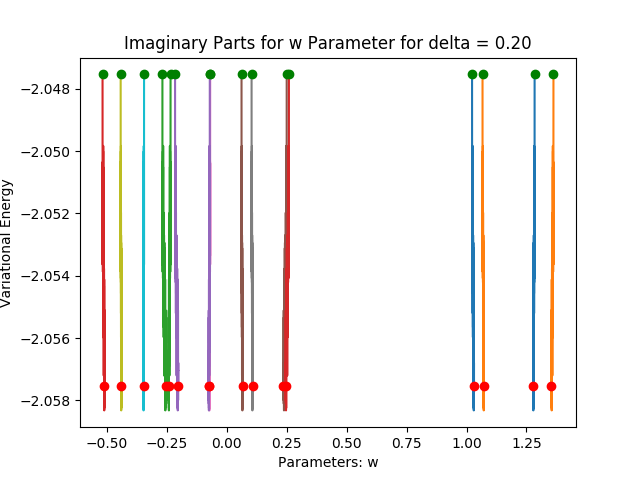 Imaginary Parts for w Parameter for delta = 0.20
Variational Energy
−2.048
−2.050
−2.052
−2.054
−2.056
−2.058
−0.50 −0.25 0.00 0.25 0.50 0.75 1.00 1.25
Parameters: w